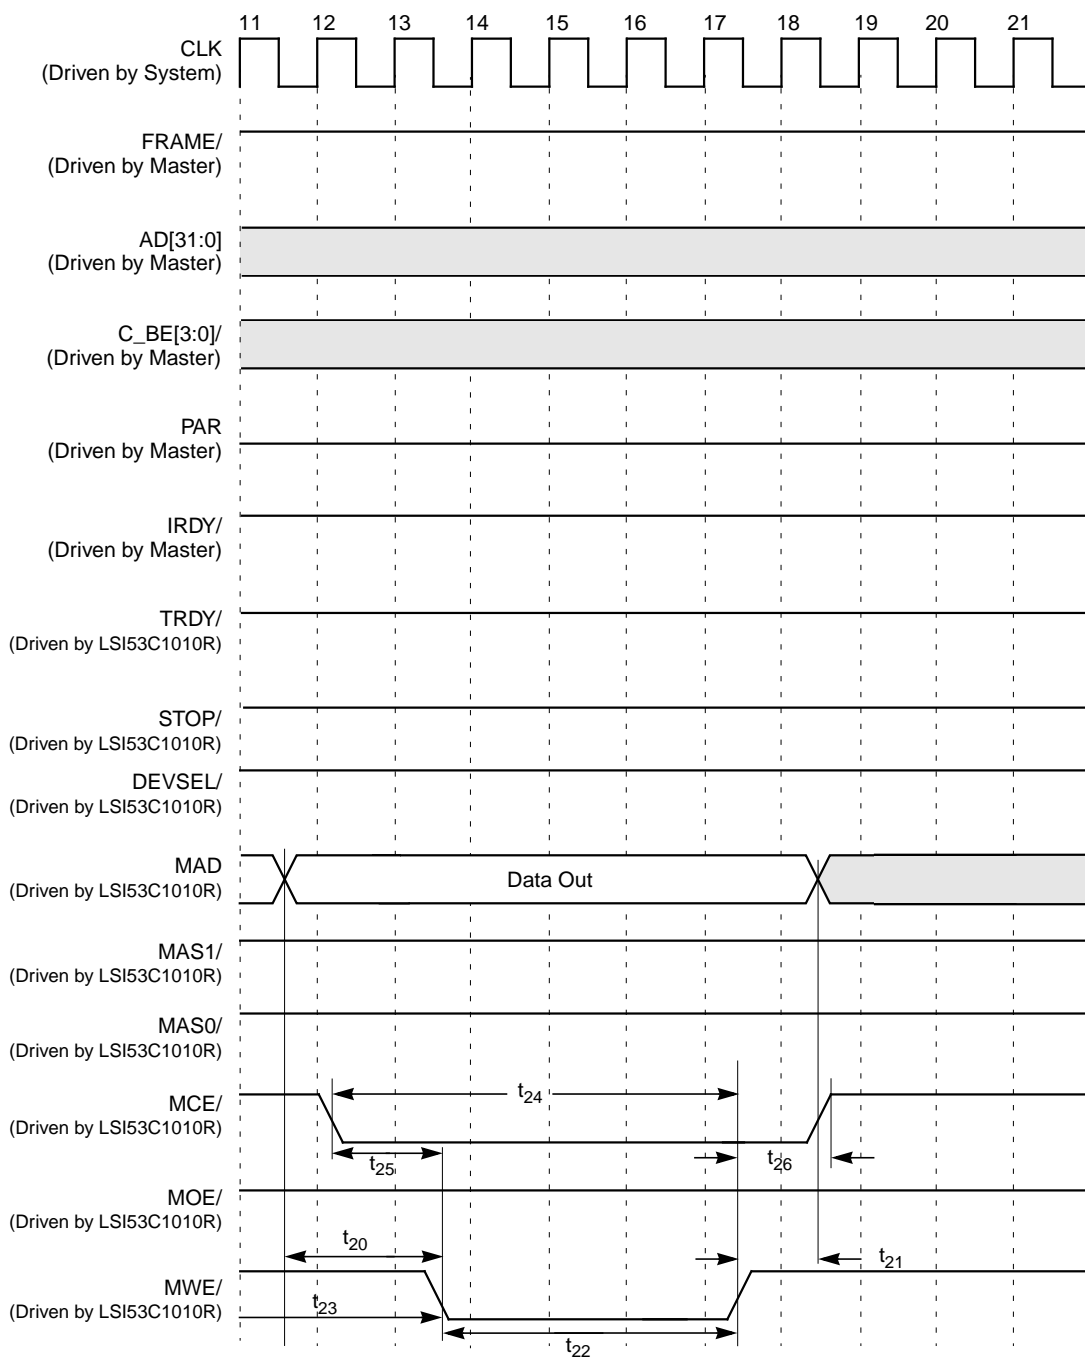 11 12 13 14 15 16 17 18 19 20 21
CLK
(Driven by System)
FRAME/
(Driven by Master)
AD[31:0]
(Driven by Master)
C_BE[3:0]/
(Driven by Master)
PAR
(Driven by Master)
IRDY/
(Driven by Master)
TRDY/
(Driven by LSI53C1010R)
STOP/
(Driven by LSI53C1010R)
DEVSEL/
(Driven by LSI53C1010R)
MAD
(Driven by LSI53C1010R)
Data Out
MAS1/
(Driven by LSI53C1010R)
MAS0/
(Driven by LSI53C1010R)
t24
MCE/
(Driven by LSI53C1010R)
t25
t26
MOE/
(Driven by LSI53C1010R)
t20
t21
MWE/
(Driven by LSI53C1010R)
t23
t22